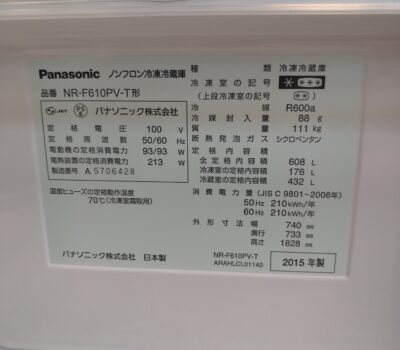 Panasonic ノンフロン冷凍冷蔵庫
品番 NR-F610PV-T形
JET PS E パナソニック株式会社
定格電圧 100 V
定格周波数 50/60 Hz
電動機の定格消費電力 93/93 W
電熱装置の定格消費電力 213 W
製造番号 A 5706428
温度ヒューズの定格動作温度
70℃(冷凍室霜取用)
パナソニック株式会社 日本製
種類 冷凍冷蔵庫
冷凍室の記号
(上段冷凍室の記号 )
冷媒 R600a
冷媒封入量 88 g
質量 111 kg
断熱発泡ガス シクロペンタン
定格内容積
全定格内容積 608 L
冷凍室の定格内容積 176 L
冷蔵室の定格内容積 432 L
消費電力量(JIS C 9801-2006年)
50Hz 210kWh/年
60Hz 210kWh/年
外形寸法 幅 740 mm
奥行 733 mm
高さ 1828 mm
NR-F610PV-T
ARAHLCL01140
2015 年製